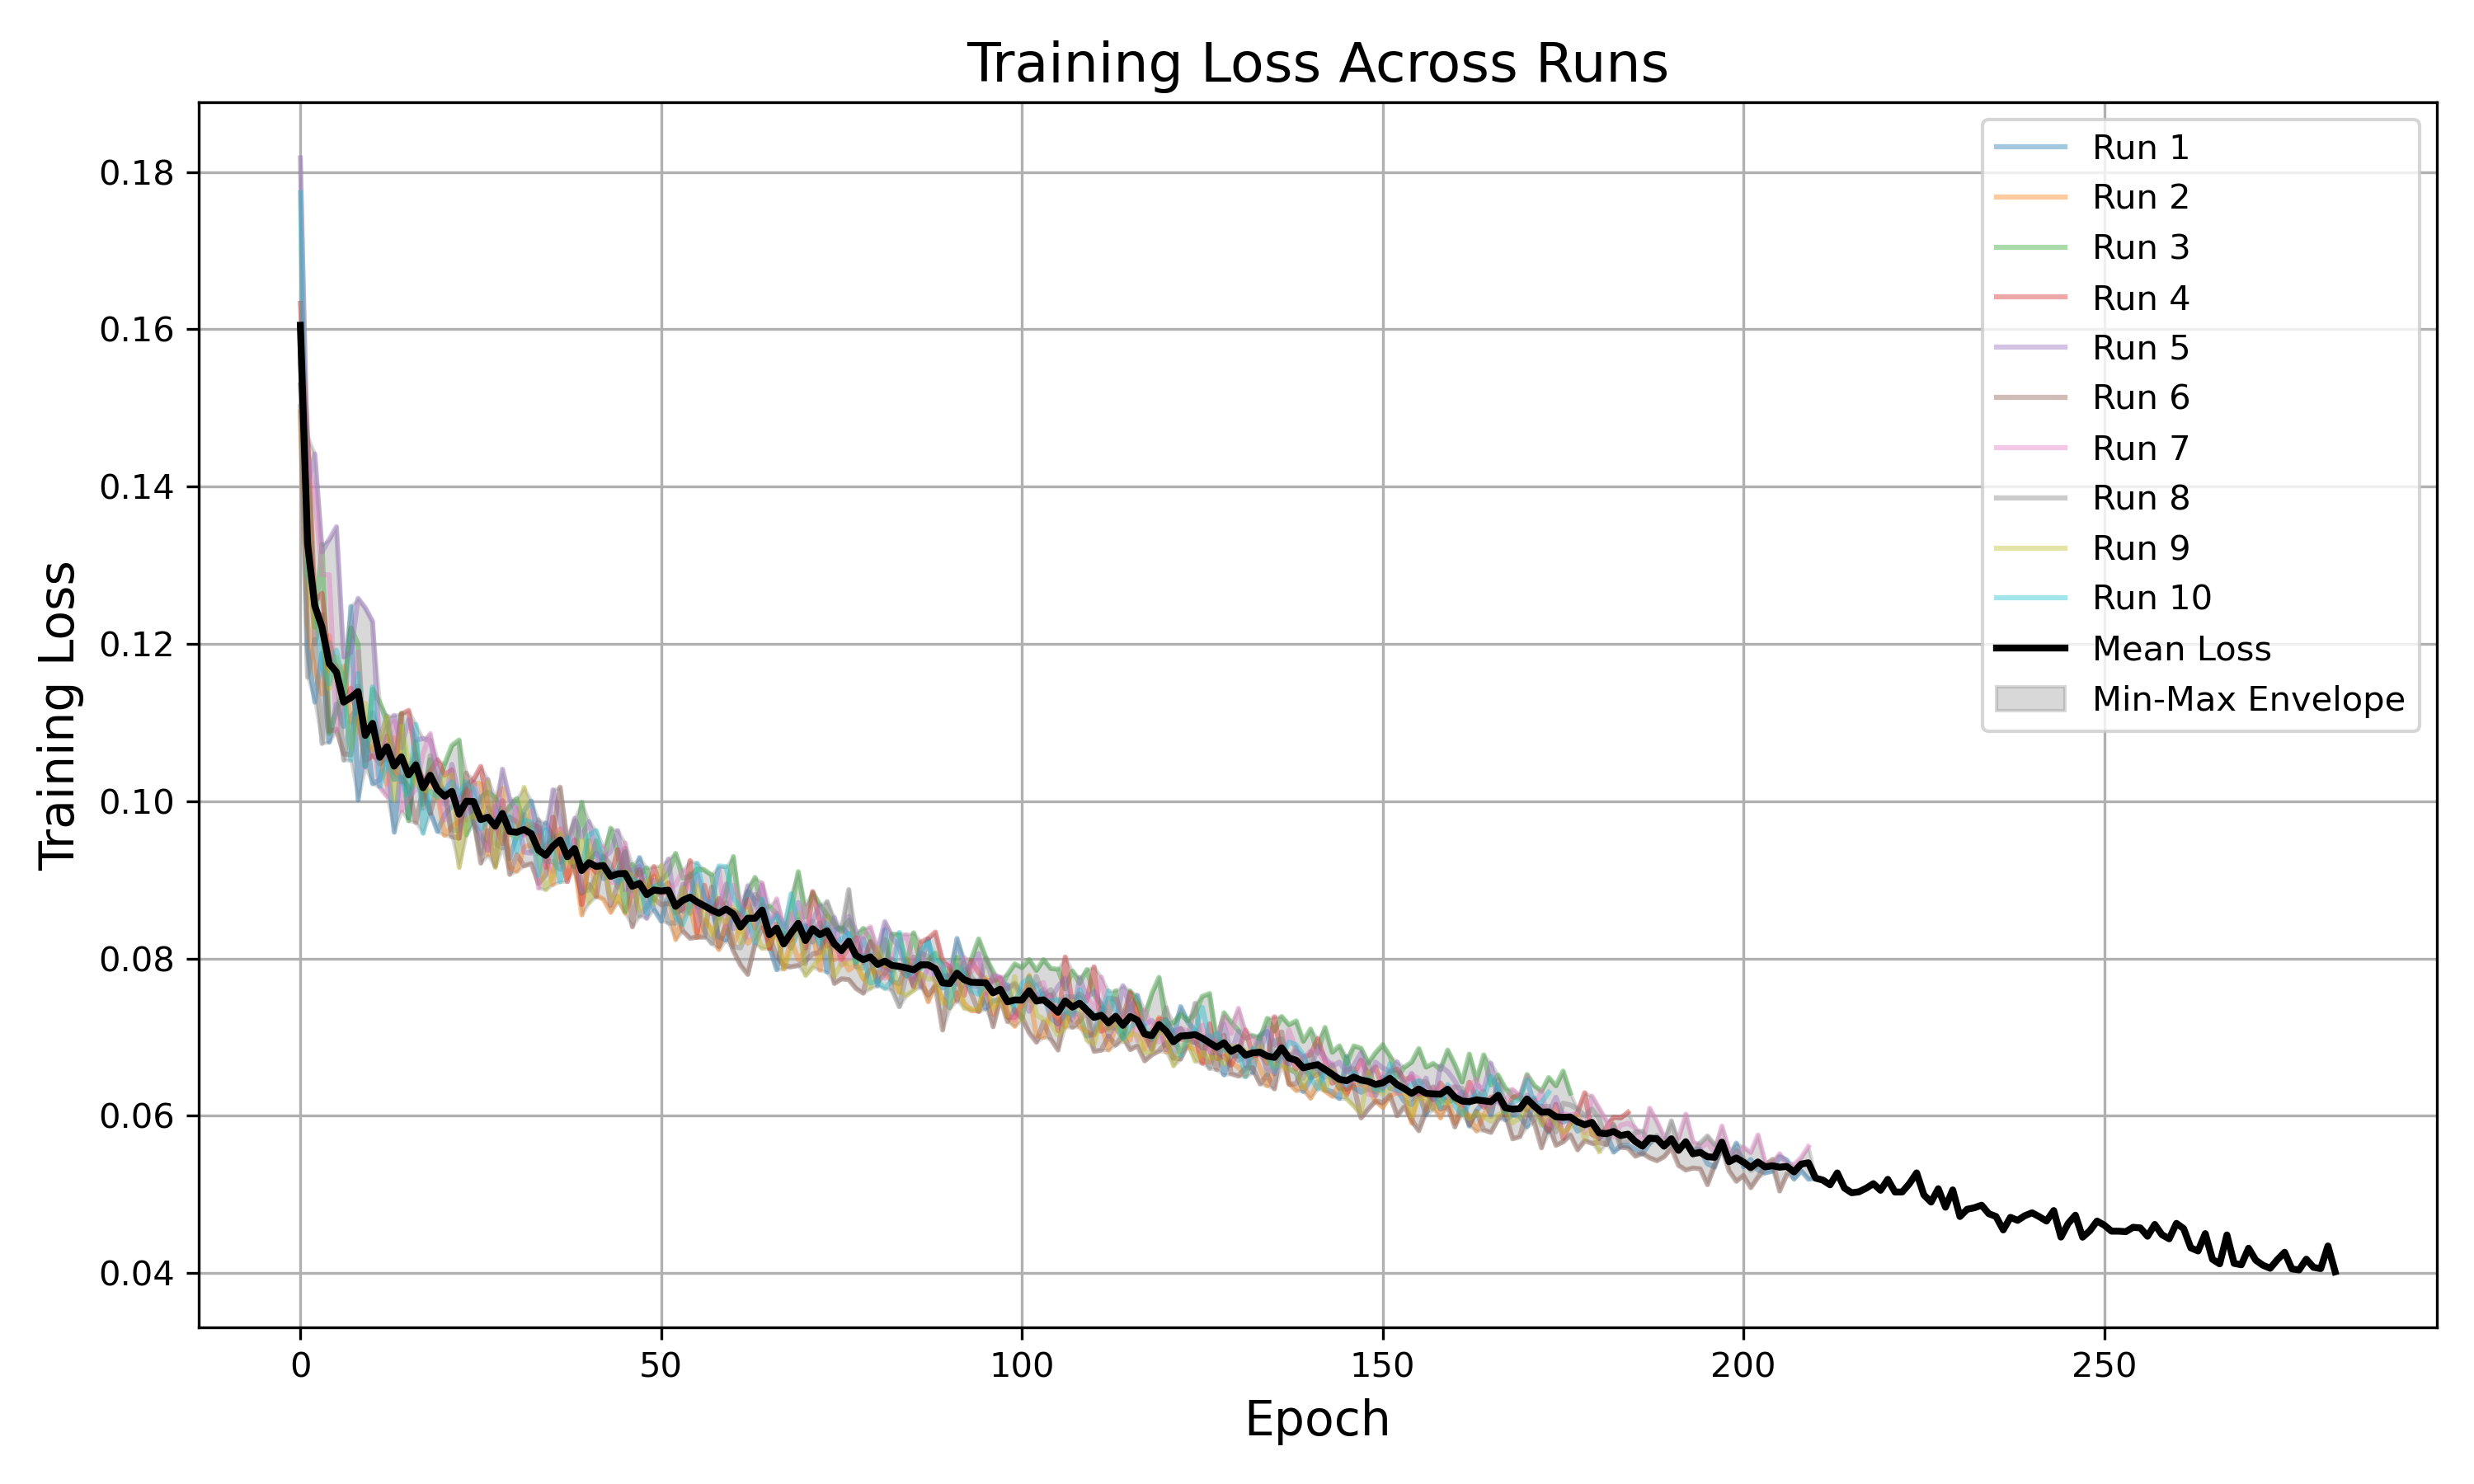 Training Loss Across Runs
Training Loss
0.18
0.16
0.14
0.12
0.10
0.08
0.06
0.04
0
50
100
150
200
250
Epoch
Run 1
Run 2
Run 3
Run 4
Run 5
Run 6
Run 7
Run 8
Run 9
Run 10
Mean Loss
Min-Max Envelope